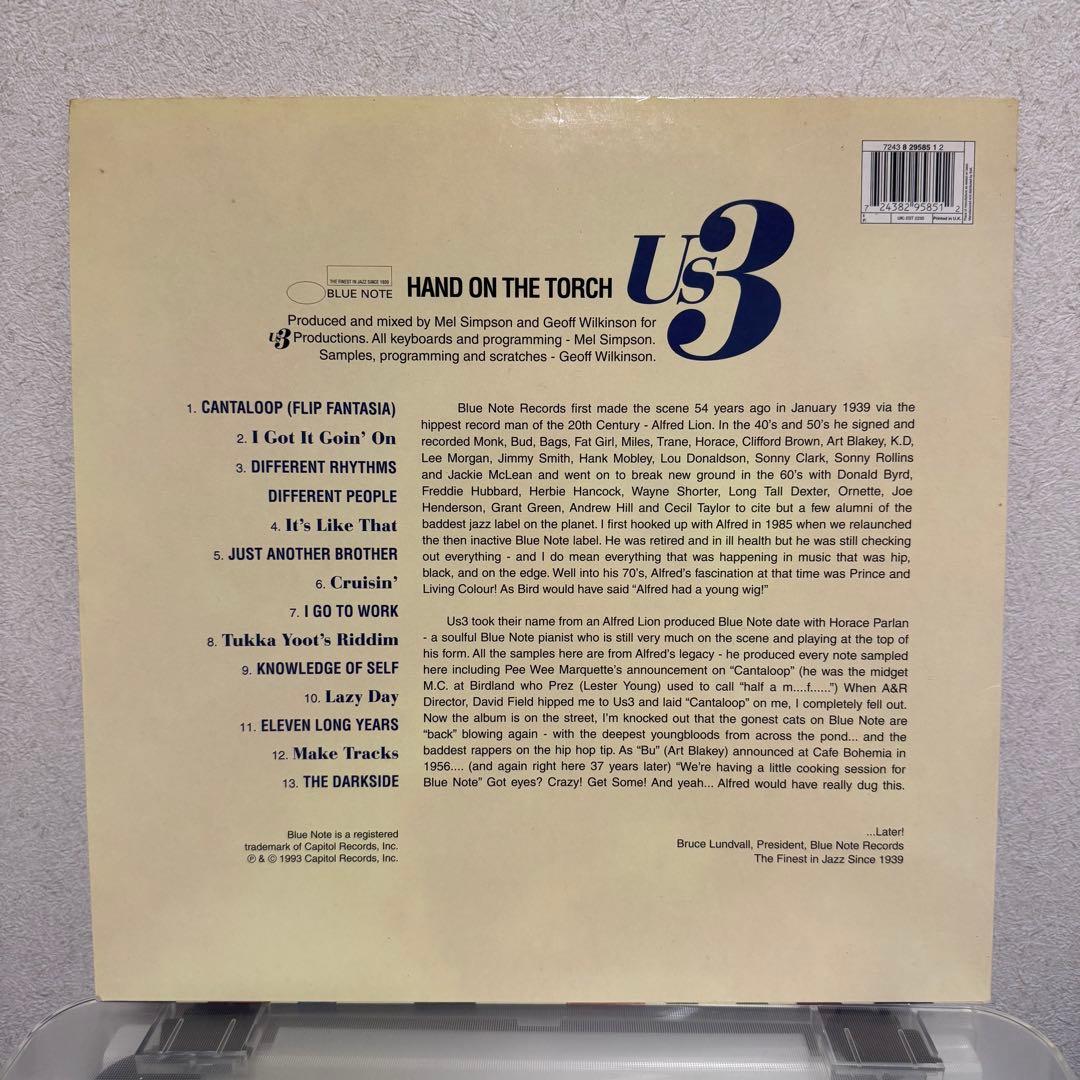 7243 8 29585 1 2
7 24382 95851 2
Printed in U.K.
Us3
THE FINEST IN JAZZ SINCE 1939
BLUE NOTE
HAND ON THE TORCH
Produced and mixed by Mel Simpson and Geoff Wilkinson for
Us3 Productions. All keyboards and programming - Mel Simpson.
Samples, programming and scratches - Geoff Wilkinson.
1. CANTALOOP (FLIP FANTASIA)
2. I Got It Goin' On
3. DIFFERENT RHYTHMS
DIFFERENT PEOPLE
4. It's Like That
5. JUST ANOTHER BROTHER
6. Cruisin'
7. I GO TO WORK
8. Tukka Yoot's Riddim
9. KNOWLEDGE OF SELF
10. Lazy Day
11. ELEVEN LONG YEARS
12. Make Tracks
13. THE DARKSIDE
Blue Note is a registered
trademark of Capitol Records, Inc.
℗ & © 1993 Capitol Records, Inc.
Blue Note Records first made the scene 54 years ago in January 1939 via the
hippest record man of the 20th Century - Alfred Lion. In the 40's and 50's he signed and
recorded Monk, Bud, Bags, Fat Girl, Miles, Trane, Horace, Clifford Brown, Art Blakey, K.D,
Lee Morgan, Jimmy Smith, Hank Mobley, Lou Donaldson, Sonny Clark, Sonny Rollins
and Jackie McLean and went on to break new ground in the 60's with Donald Byrd,
Freddie Hubbard, Herbie Hancock, Wayne Shorter, Long Tall Dexter, Ornette, Joe
Henderson, Grant Green, Andrew Hill and Cecil Taylor to cite but a few alumni of the
baddest jazz label on the planet. I first hooked up with Alfred in 1985 when we relaunched
the then inactive Blue Note label. He was retired and in ill health but he was still checking
out everything - and I do mean everything that was happening in music that was hip,
black, and on the edge. Well into his 70's, Alfred's fascination at that time was Prince and
Living Colour! As Bird would have said "Alfred had a young wig!"
Us3 took their name from an Alfred Lion produced Blue Note date with Horace Parlan
- a soulful Blue Note pianist who is still very much on the scene and playing at the top of
his form. All the samples here are from Alfred's legacy - he produced every note sampled
here including Pee Wee Marquette's announcement on "Cantaloop" (he was the midget
M.C. at Birdland who Prez (Lester Young) used to call "half a m....f......") When A&R
Director, David Field hipped me to Us3 and laid "Cantaloop" on me, I completely fell out.
Now the album is on the street, I'm knocked out that the gonest cats on Blue Note are
"back" blowing again - with the deepest youngbloods from across the pond... and the
baddest rappers on the hip hop tip. As "Bu" (Art Blakey) announced at Cafe Bohemia in
1956.... (and again right here 37 years later) "We're having a little cooking session for
Blue Note" Got eyes? Crazy! Get Some! And yeah... Alfred would have really dug this.
...Later!
Bruce Lundvall, President, Blue Note Records
The Finest in Jazz Since 1939